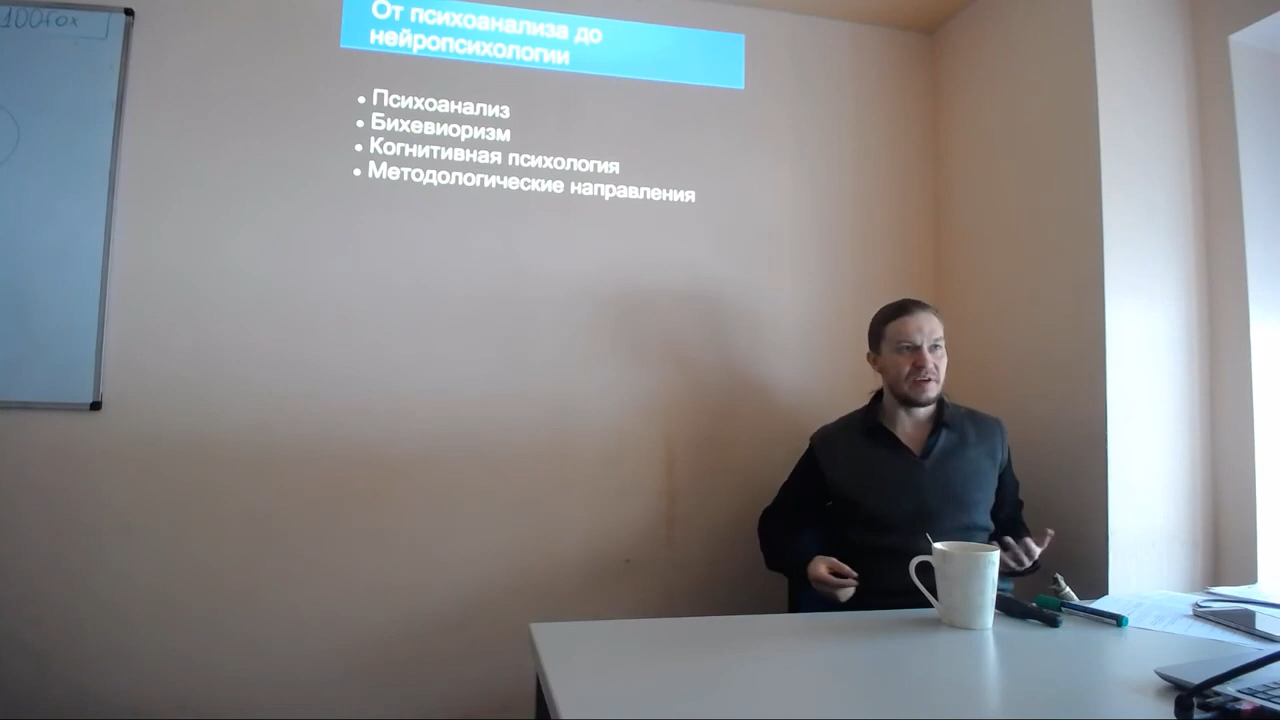 От психоанализа до
нейропсихологии
• Психоанализ
• Бихевиоризм
• Когнитивная психология
• Методологические направления